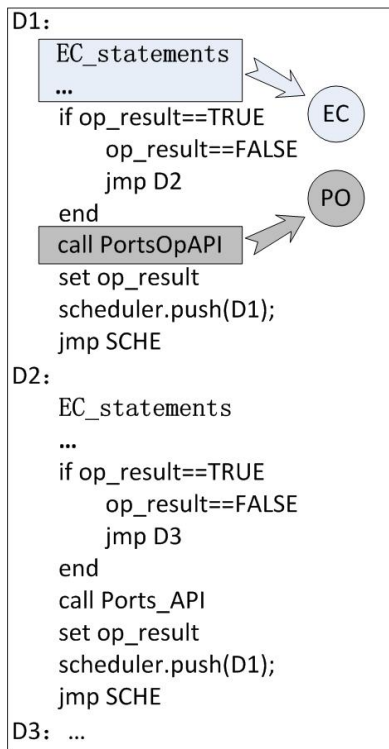 D1：
EC_statements
...
EC
if op_result==TRUE
op_result==FALSE
jmp D2
PO
end
call PortsOpAPI
set op_result
scheduler.push(D1);
jmp SCHE
D2：
EC_statements
...
if op_result==TRUE
op_result==FALSE
jmp D3
end
call Ports_API
set op_result
scheduler.push(D1);
jmp SCHE
D3： ...